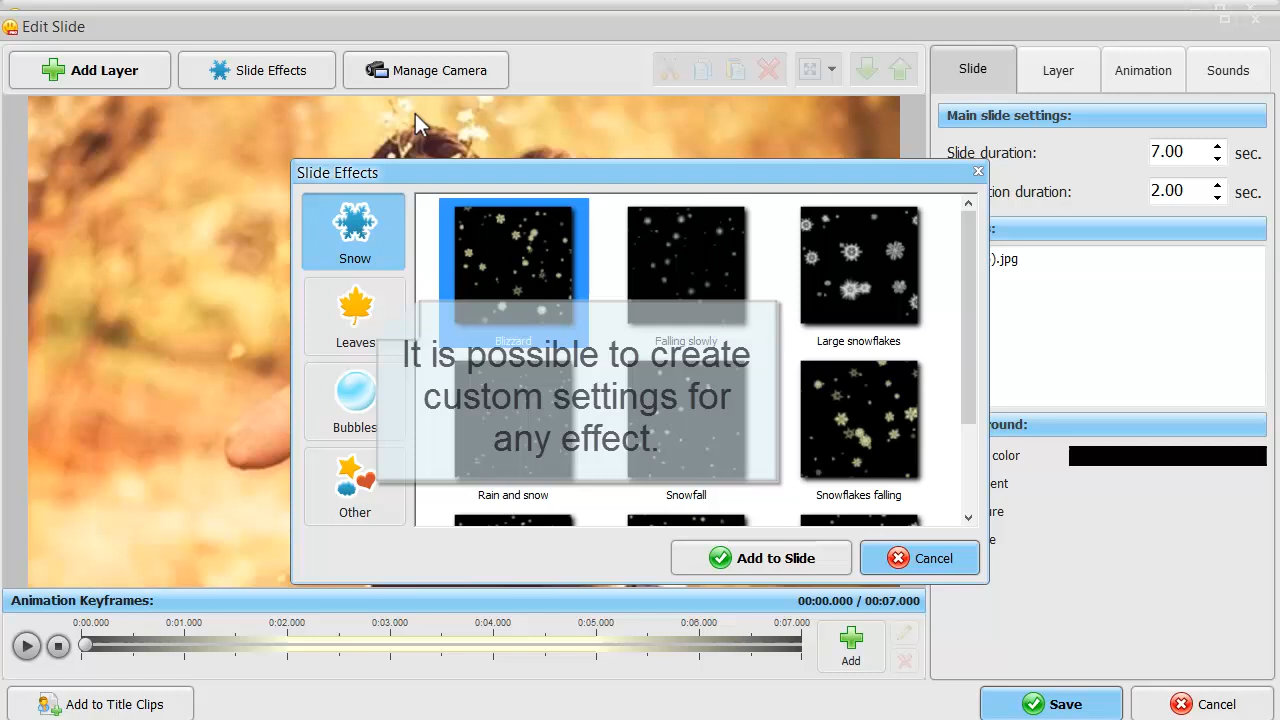 Edit Slide
Add Layer
Slide Effects
Manage Camera
Slide
Layer
Animation
Sounds
Main slide settings:
Slide duration:
7.00
sec.
ion duration:
2.00
sec.
:
).jpg
Slide Effects
Snow
Leaves
Bubbles
Other
Blizzard
Falling slowly
Large snowflakes
It is possible to create
custom settings for
any effect.
Rain and snow
Snowfall
Snowflakes falling
Add to Slide
Cancel
ound:
color
ent
ure
e
Animation Keyframes:
00:00.000 / 00:07.000
0:00.000
0:01.000
0:02.000
0:03.000
0:04.000
0:05.000
0:06.000
0:07.000
Add
Add to Title Clips
Save
Cancel